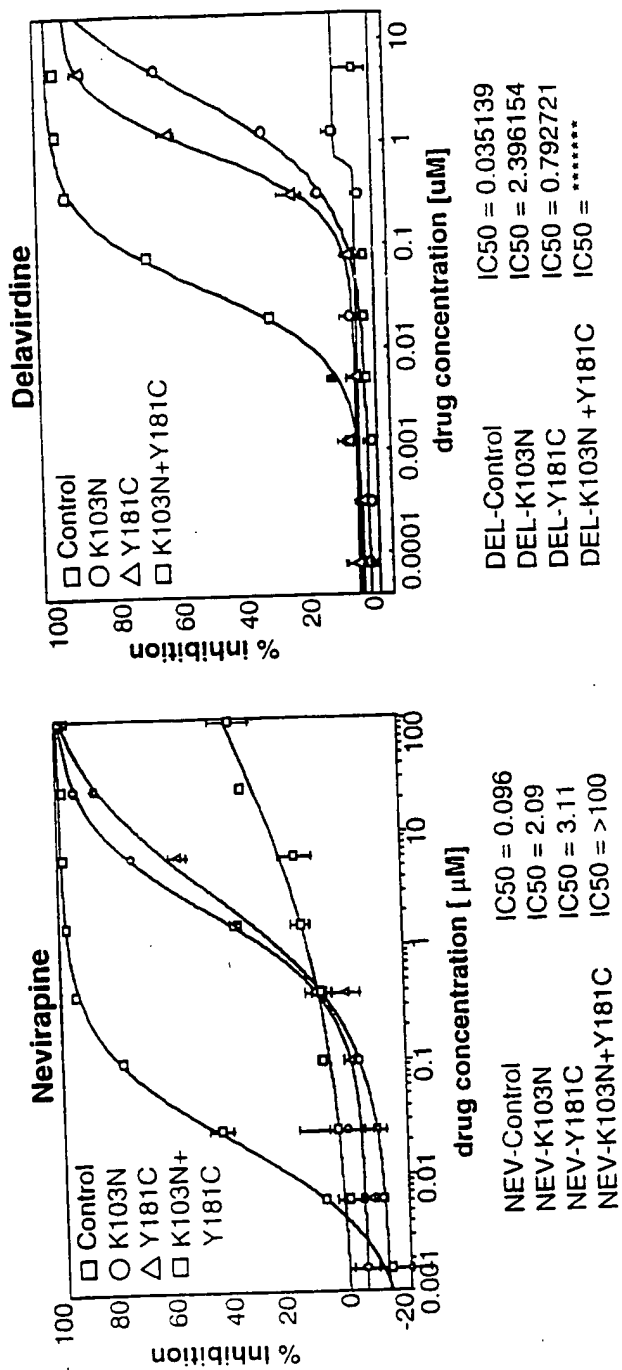 Nevirapine
% inhibition
100
80
60
40
20
0
-20
□ Control
○ K103N
△ Y181C
□ K103N+
Y181C
0.001
0.01
0.1
1
10
100
drug concentration [ µM]
NEV-Control IC50 = 0.096
NEV-K103N IC50 = 2.09
NEV-Y181C IC50 = 3.11
NEV-K103N+Y181C IC50 = >100
Delavirdine
% inhibition
100
80
60
40
20
0
□ Control
○ K103N
△ Y181C
□ K103N+Y181C
0.0001
0.001
0.01
0.1
1
10
drug concentration [uM]
DEL-Control IC50 = 0.035139
DEL-K103N IC50 = 2.396154
DEL-Y181C IC50 = 0.792721
DEL-K103N +Y181C IC50 = *******